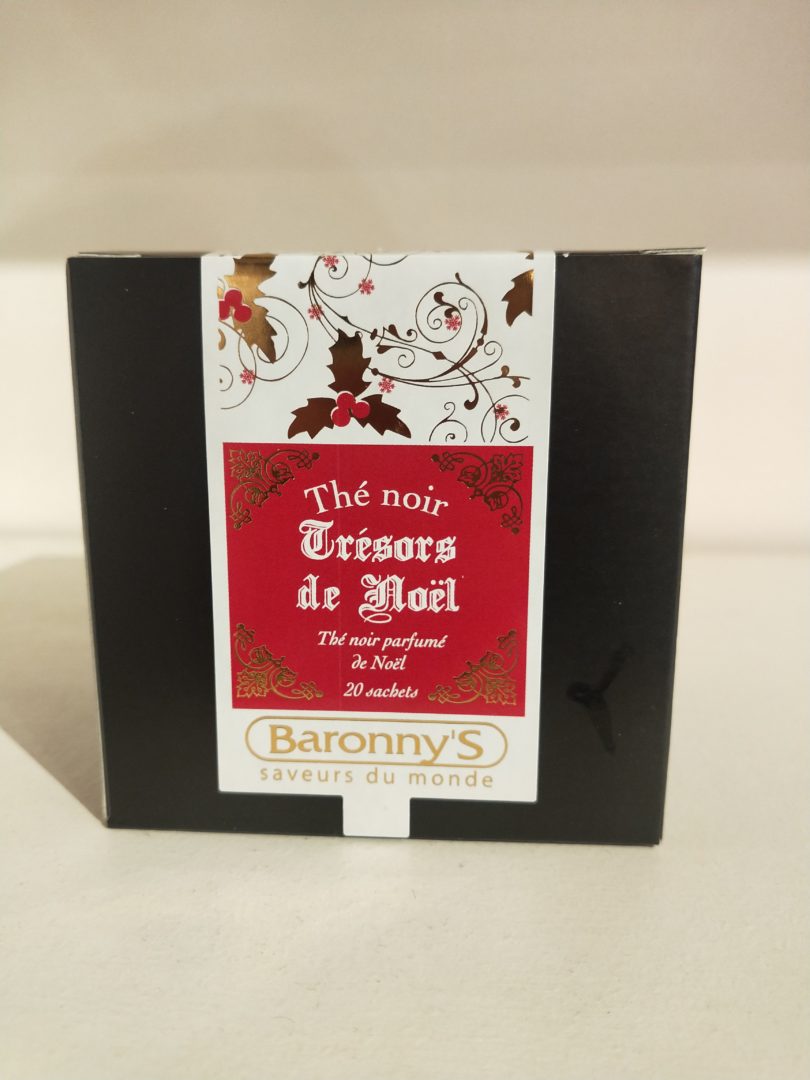 Thé noir
Trésors
de Noël
Thé noir parfumé
de Noël
20 sachets
Baronny'S
saveurs du monde